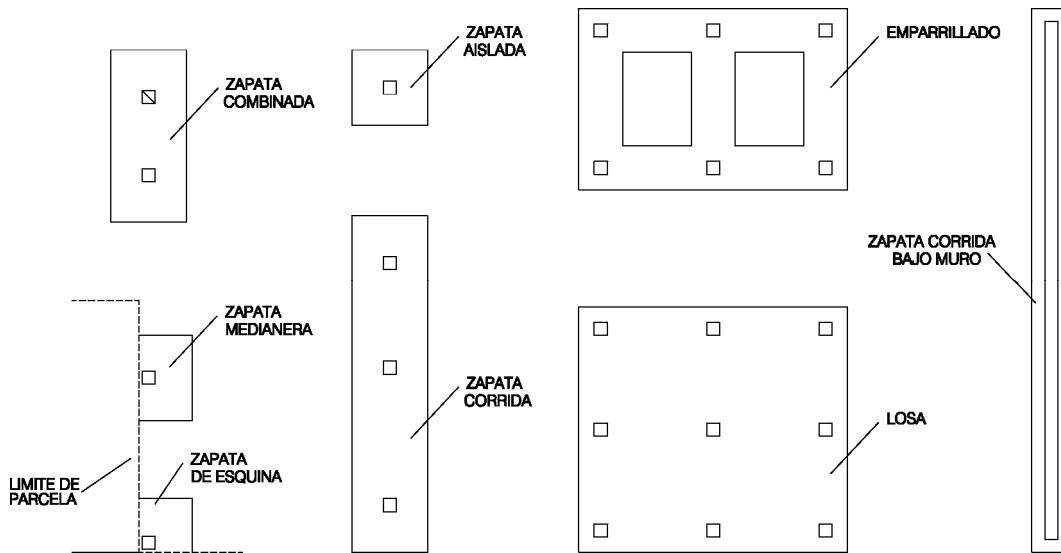 ZAPATA
COMBINADA
ZAPATA
AISLADA
EMPARRILLADO
ZAPATA CORRIDA
BAJO MURO
ZAPATA
MEDIANERA
ZAPATA
CORRIDA
LOSA
ZAPATA
DE ESQUINA
LIMITE DE
PARCELA